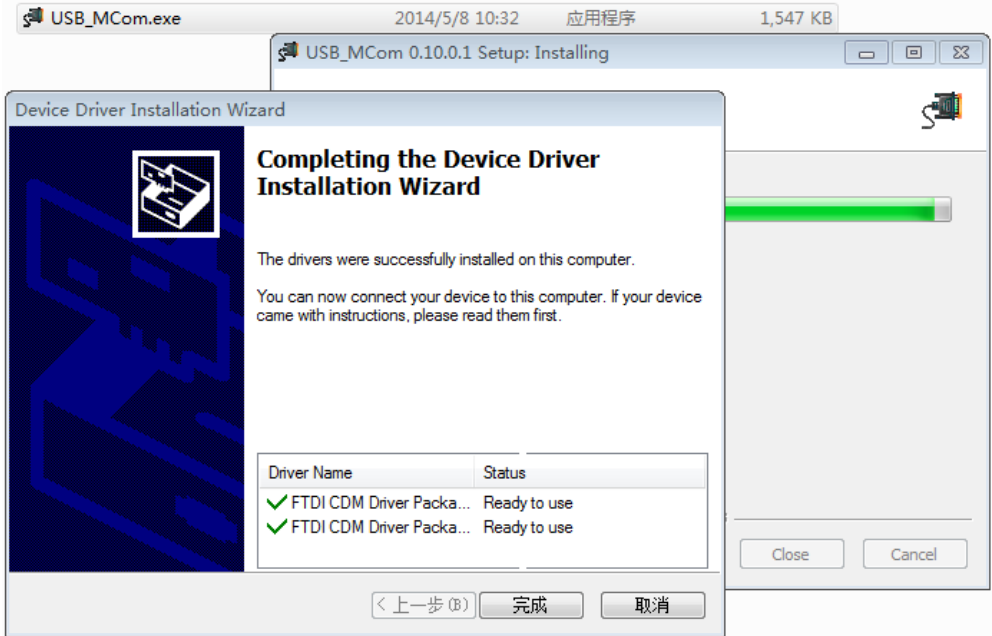 USB_MCom.exe 2014/5/8 10:32 应用程序 1,547 KB
USB_MCom 0.10.0.1 Setup: Installing
Device Driver Installation Wizard
Completing the Device Driver
Installation Wizard
The drivers were successfully installed on this computer.
You can now connect your device to this computer. If your device
came with instructions, please read them first.
Driver Name Status
FTDI CDM Driver Packa... Ready to use
FTDI CDM Driver Packa... Ready to use
Close Cancel
< 上一步(B) 完成 取消